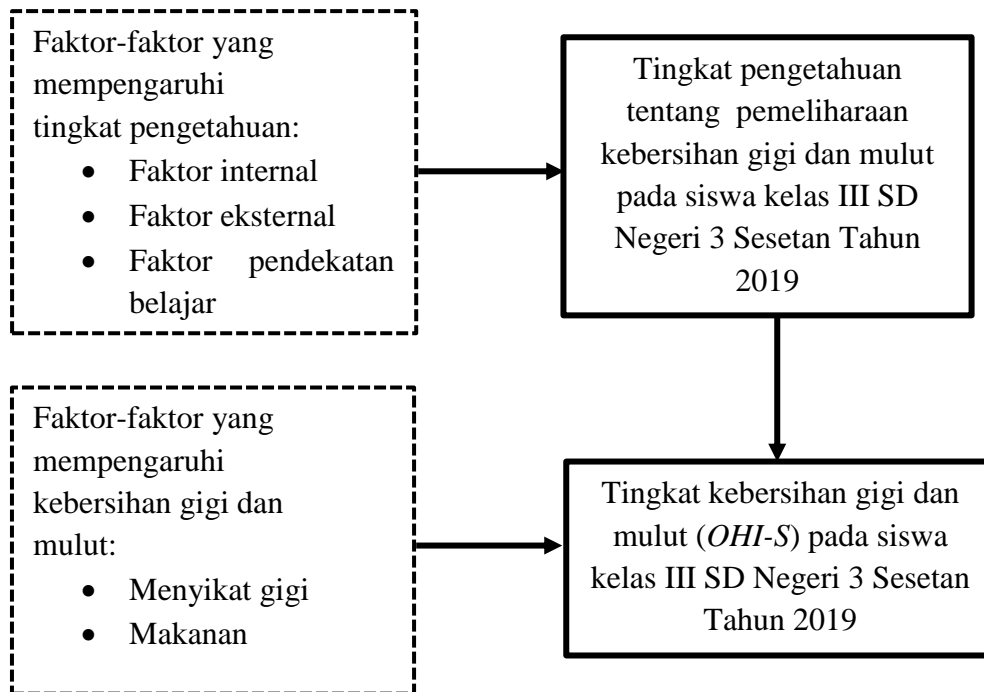 Faktor-faktor yang
mempengaruhi
tingkat pengetahuan:
• Faktor internal
• Faktor eksternal
• Faktor pendekatan
belajar
Tingkat pengetahuan
tentang pemeliharaan
kebersihan gigi dan mulut
pada siswa kelas III SD
Negeri 3 Sesetan Tahun
2019
Faktor-faktor yang
mempengaruhi
kebersihan gigi dan
mulut:
• Menyikat gigi
• Makanan
Tingkat kebersihan gigi dan
mulut (OHI-S) pada siswa
kelas III SD Negeri 3 Sesetan
Tahun 2019